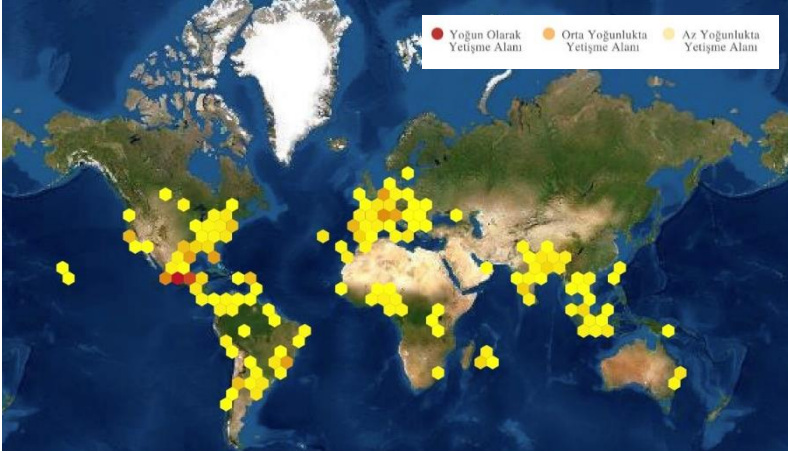 Yoğun Olarak
Yetişme Alanı
Orta Yoğunlukta
Yetişme Alanı
Az Yoğunlukta
Yetişme Alanı